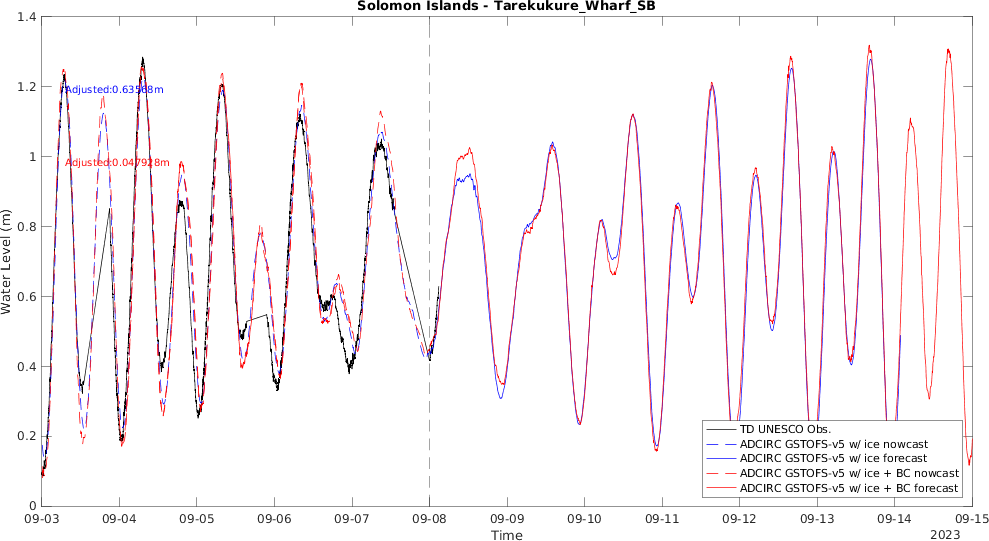 Solomon Islands - Tarekukure_Wharf_SB
1.4
1.2
1
0.8
0.6
0.4
0.2
0
Water Level (m)
Adjusted:0.63568m
Adjusted:0.047928m
TD UNESCO Obs.
ADCIRC GSTOFS-v5 w/ ice nowcast
ADCIRC GSTOFS-v5 w/ ice forecast
ADCIRC GSTOFS-v5 w/ ice + BC nowcast
ADCIRC GSTOFS-v5 w/ ice + BC forecast
09-03 09-04 09-05 09-06 09-07 09-08 09-09 09-10 09-11 09-12 09-13 09-14 09-15
Time
2023